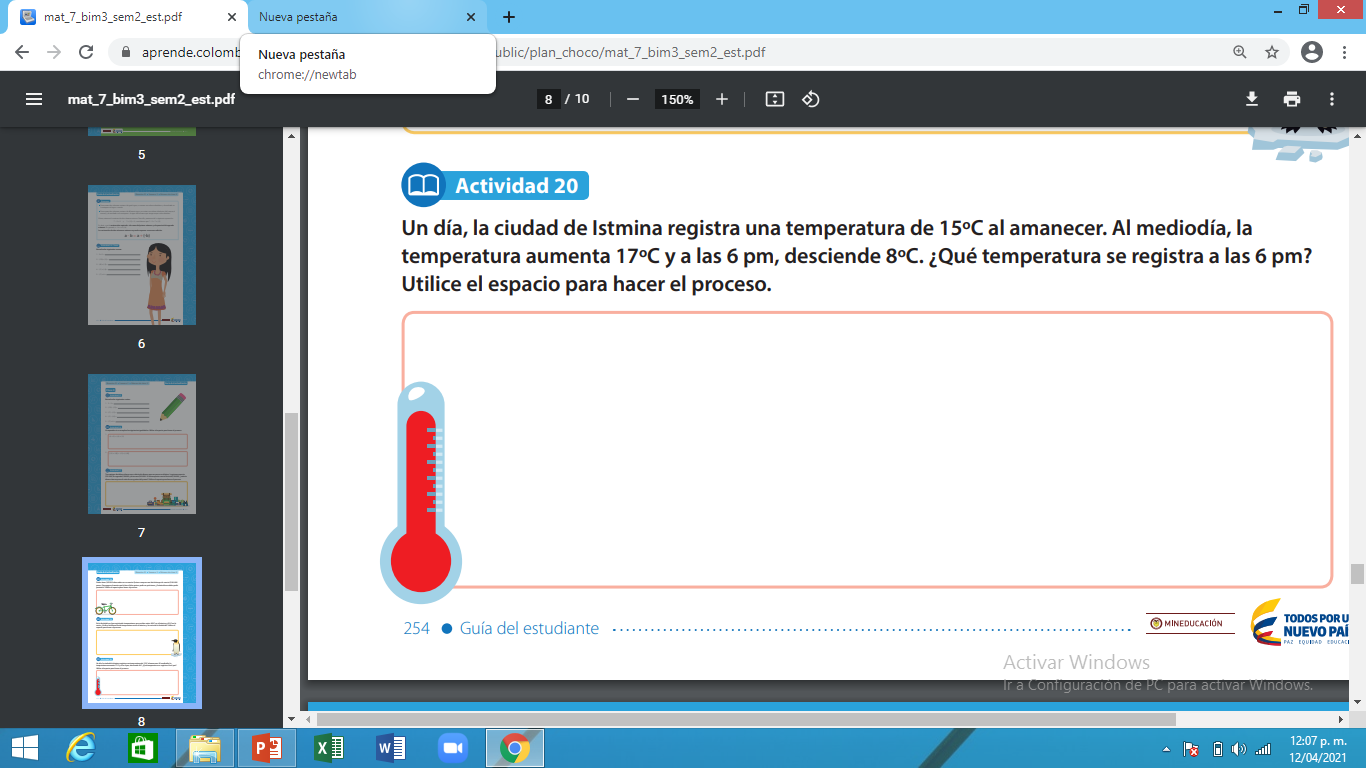 mat_7_bim3_sem2_est.pdf
Nueva pestaña
Nueva pestaña
chrome://newtab
aprende.colomb
ublic/plan_choco/mat_7_bim3_sem2_est.pdf
mat_7_bim3_sem2_est.pdf
8 / 10
150%
5
6
7
8
Actividad 20
Un día, la ciudad de Istmina registra una temperatura de 15ºC al amanecer. Al mediodía, la
temperatura aumenta 17ºC y a las 6 pm, desciende 8ºC. ¿Qué temperatura se registra a las 6 pm?
Utilice el espacio para hacer el proceso.
254 ● Guía del estudiante
MINEDUCACIÓN
TODOS POR U
NUEVO PAÍ
PAZ EQUIDAD EDUCAC
Activar Windows
Ir a Configuración de PC para activar Windows.
12:07 p. m.
12/04/2021